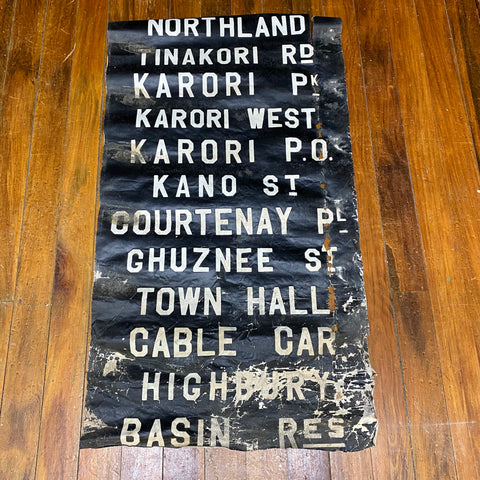 NORTHLAND
TINAKORI RD
KARORI PK
KARORI WEST
KARORI P.O.
KANO ST
COURTENAY PL
GHUZNEE ST
TOWN HALL
CABLE CAR
HIGHBURY
BASIN RES